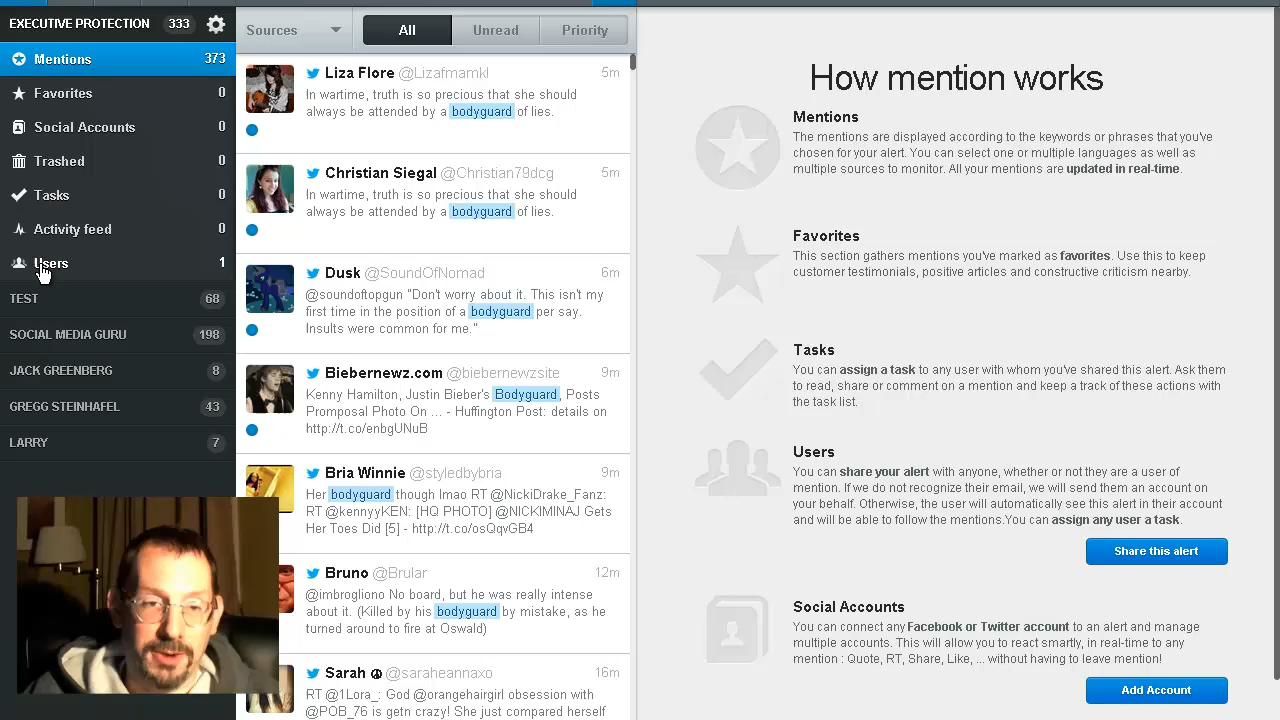 EXECUTIVE PROTECTION 333
Mentions 373
Favorites 0
Social Accounts 0
Trashed 0
Tasks 0
Activity feed 0
Users 1
TEST 68
SOCIAL MEDIA GURU 198
JACK GREENBERG 8
GREGG STEINHAFEL 43
LARRY 7
Sources All Unread Priority
Liza Flore @Lizafmamkl 5m
In wartime, truth is so precious that she should
always be attended by a bodyguard of lies.
Christian Siegal @Christian79dcg 5m
In wartime, truth is so precious that she should
always be attended by a bodyguard of lies.
Dusk @SoundOfNomad 6m
@soundoftopgun "Don't worry about it. This isn't my
first time in the position of a bodyguard per say.
Insults were common for me."
Biebernewz.com @biebernewzsite 9m
Kenny Hamilton, Justin Bieber's Bodyguard, Posts
Prompo­sal Photo On ... - Huffington Post: details on
http://t.co/enbgUNuB
Bria Winnie @styledbybria 9m
Her bodyguard though lmao RT @NickiDrake_Fanz:
RT @kennyyKEN: [HQ PHOTO] @NICKIMINAJ Gets
Her Toes Did [5] - http://t.co/osQqvGB4
Bruno @Brular 12m
@imbrogliono No board, but he was really intense
about it. (Killed by his bodyguard by mistake, as he
turned around to fire at Oswald)
Sarah ☮ @saraheannaxo 16m
RT @1Lora_: God @orangehairgirl obsession with
@POB_76 is getn crazy! She just compared herself
How mention works
Mentions
The mentions are displayed according to the keywords or phrases that you've
chosen for your alert. You can select one or multiple languages as well as
multiple sources to monitor. All your mentions are updated in real-time.
Favorites
This section gathers mentions you've marked as favorites. Use this to keep
customer testimonials, positive articles and constructive criticism nearby.
Tasks
You can assign a task to any user with whom you've shared this alert. Ask them
to read, share or comment on a mention and keep a track of these actions with
the task list.
Users
You can share your alert with anyone, whether or not they are a user of
mention. If we do not recognize their email, we will send them an account on
your behalf. Otherwise, the user will automatically see this alert in their account
and will be able to follow the mentions.You can assign any user a task.
Share this alert
Social Accounts
You can connect any Facebook or Twitter account to an alert and manage
multiple accounts. This will allow you to react smartly, in real-time to any
mention : Quote, RT, Share, Like, ... without having to leave mention!
Add Account